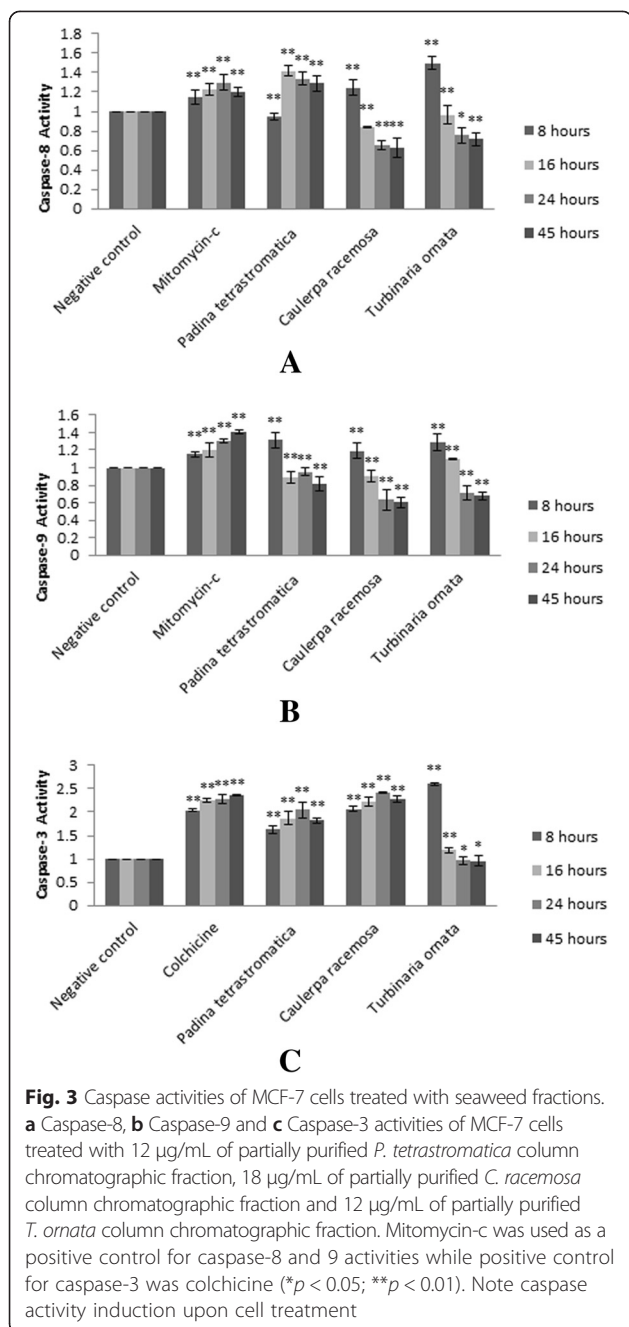 1.8
1.6
1.4
1.2
1
0.8
0.6
0.4
0.2
0
Caspase-8 Activity
** ** ** **
** ** ** **
** ** ****
** ** * **
8 hours
16 hours
24 hours
45 hours
Negative control
Mitomycin-c
Padina tetrastromatica
Caulerpa racemosa
Turbinaria ornata
A
1.6
1.4
1.2
1
0.8
0.6
0.4
0.2
0
Caspase-9 Activity
** ** ** **
** ** ** **
** ** ** **
** ** ** **
8 hours
16 hours
24 hours
45 hours
Negative control
Mitomycin-c
Padina tetrastromatica
Caulerpa racemosa
Turbinaria ornata
B
3
2.5
2
1.5
1
0.5
0
Caspase-3 Activity
** ** ** **
** ** ** **
** ** ** **
** ** * *
8 hours
16 hours
24 hours
45 hours
Negative control
Colchicine
Padina tetrastromatica
Caulerpa racemosa
Turbinaria ornata
C
Fig. 3 Caspase activities of MCF-7 cells treated with seaweed fractions.
a Caspase-8, b Caspase-9 and c Caspase-3 activities of MCF-7 cells
treated with 12 µg/mL of partially purified P. tetrastromatica column
chromatographic fraction, 18 µg/mL of partially purified C. racemosa
column chromatographic fraction and 12 µg/mL of partially purified
T. ornata column chromatographic fraction. Mitomycin-c was used as a
positive control for caspase-8 and 9 activities while positive control
for caspase-3 was colchicine (*p < 0.05; **p < 0.01). Note caspase
activity induction upon cell treatment